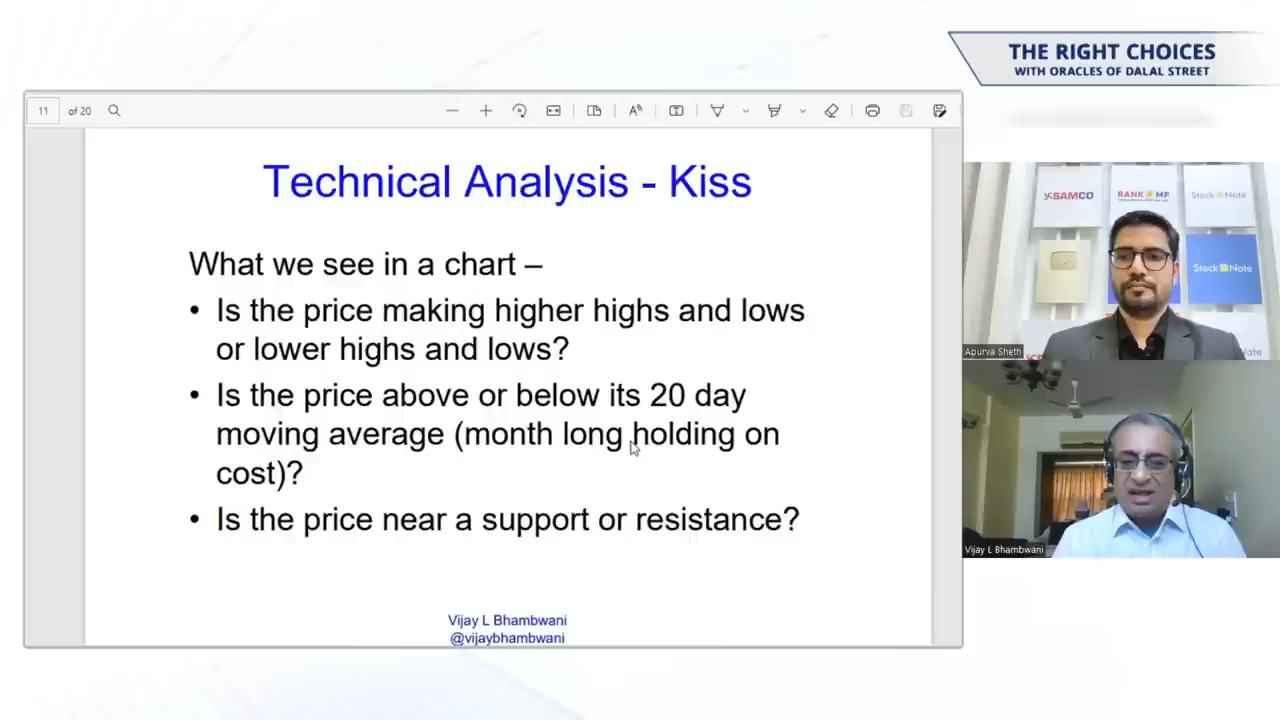 THE RIGHT CHOICES
WITH ORACLES OF DALAL STREET
11 of 20
Technical Analysis - Kiss
What we see in a chart –
• Is the price making higher highs and lows
or lower highs and lows?
• Is the price above or below its 20 day
moving average (month long holding on
cost)?
• Is the price near a support or resistance?
Vijay L Bhambwani
@vijaybhambwani
SAMCO
RANK MF
Stock Note
Stock Note
Note
Apurva Sheth
Vijay L Bhambwani